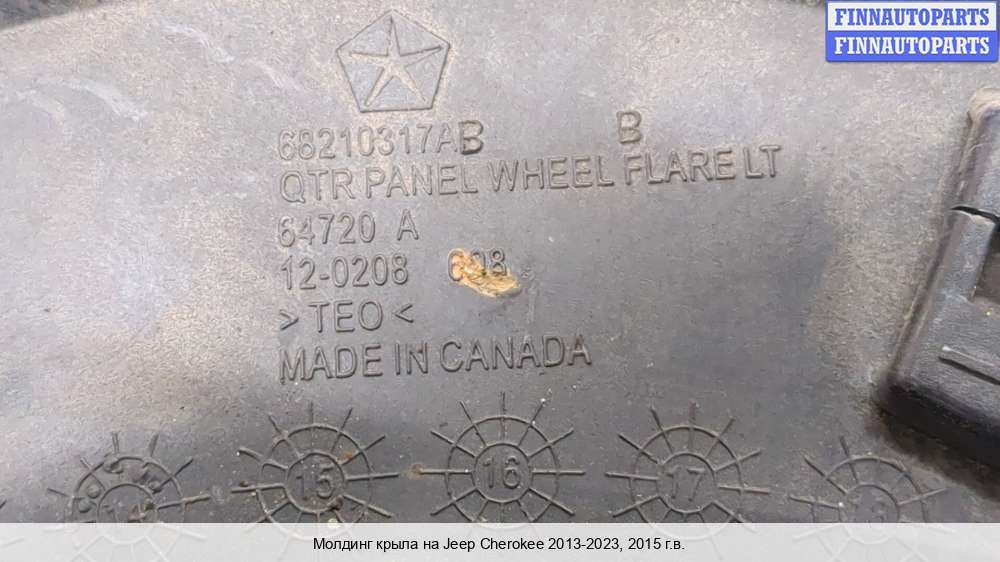 FINNAUTOPARTS
FINNAUTOPARTS
68210317AB B
QTR PANEL WHEEL FLARE LT
64720 A
12-0208
>TEO<
MADE IN CANADA
14 15 16 17
Молдинг крыла на Jeep Cherokee 2013-2023, 2015 г.в.